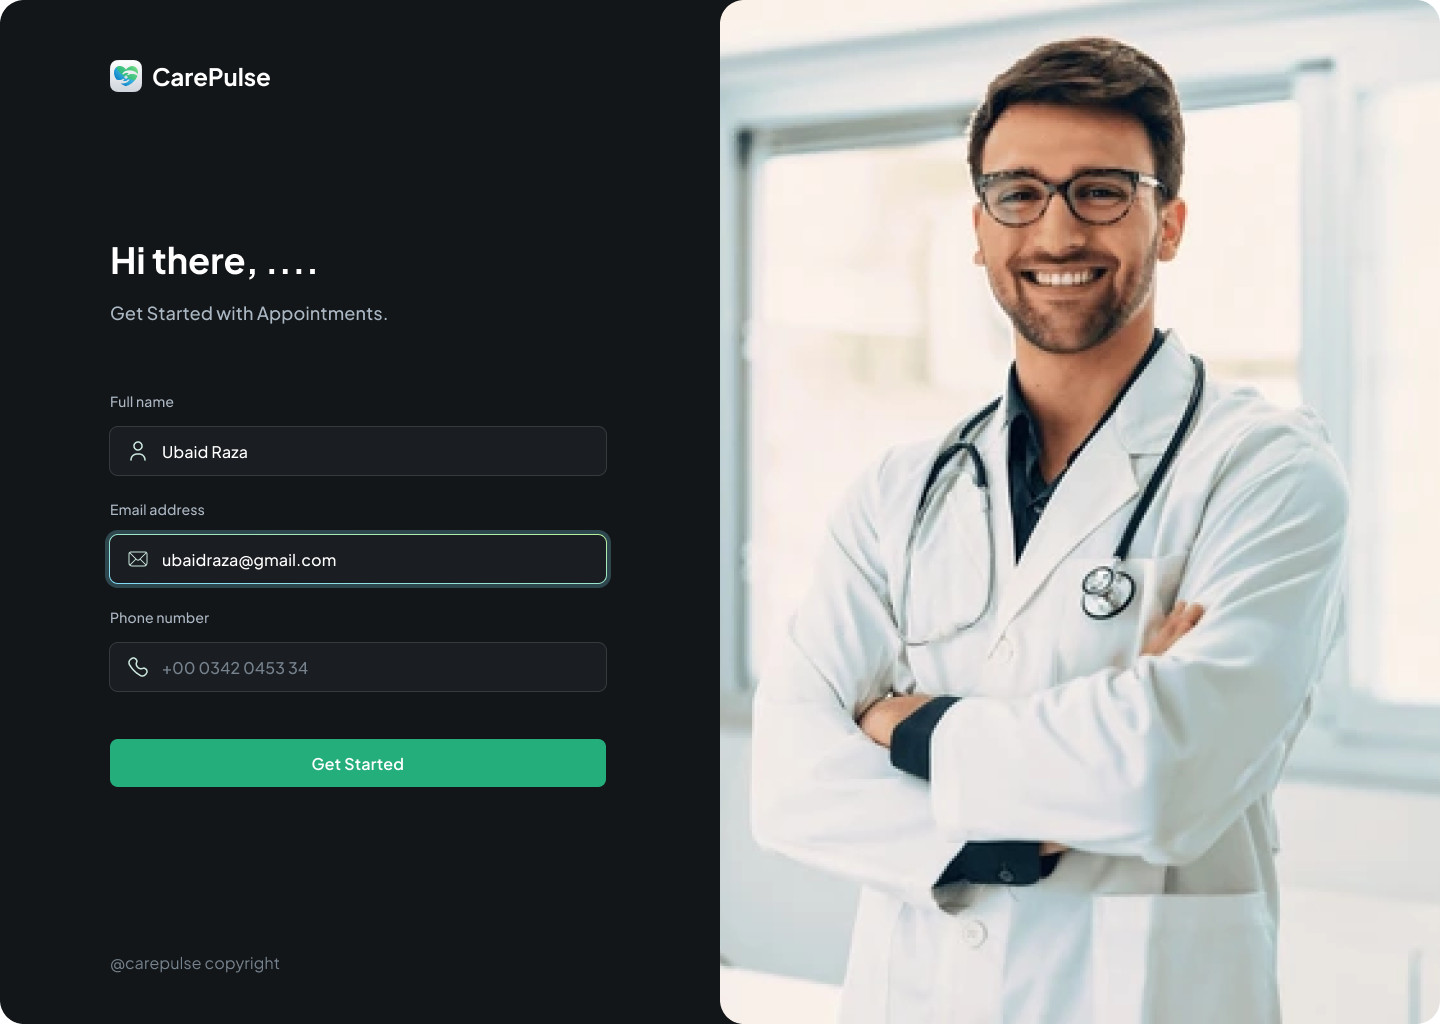 CarePulse
Hi there, ....
Get Started with Appointments.
Full name
Ubaid Raza
Email address
ubaidraza@gmail.com
Phone number
+00 0342 0453 34
Get Started
@carepulse copyright